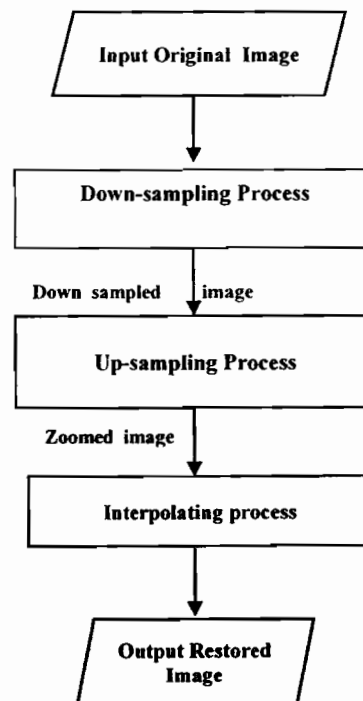 Input Original Image
Down-sampling Process
Down sampled image
Up-sampling Process
Zoomed image
Interpolating process
Output Restored
Image